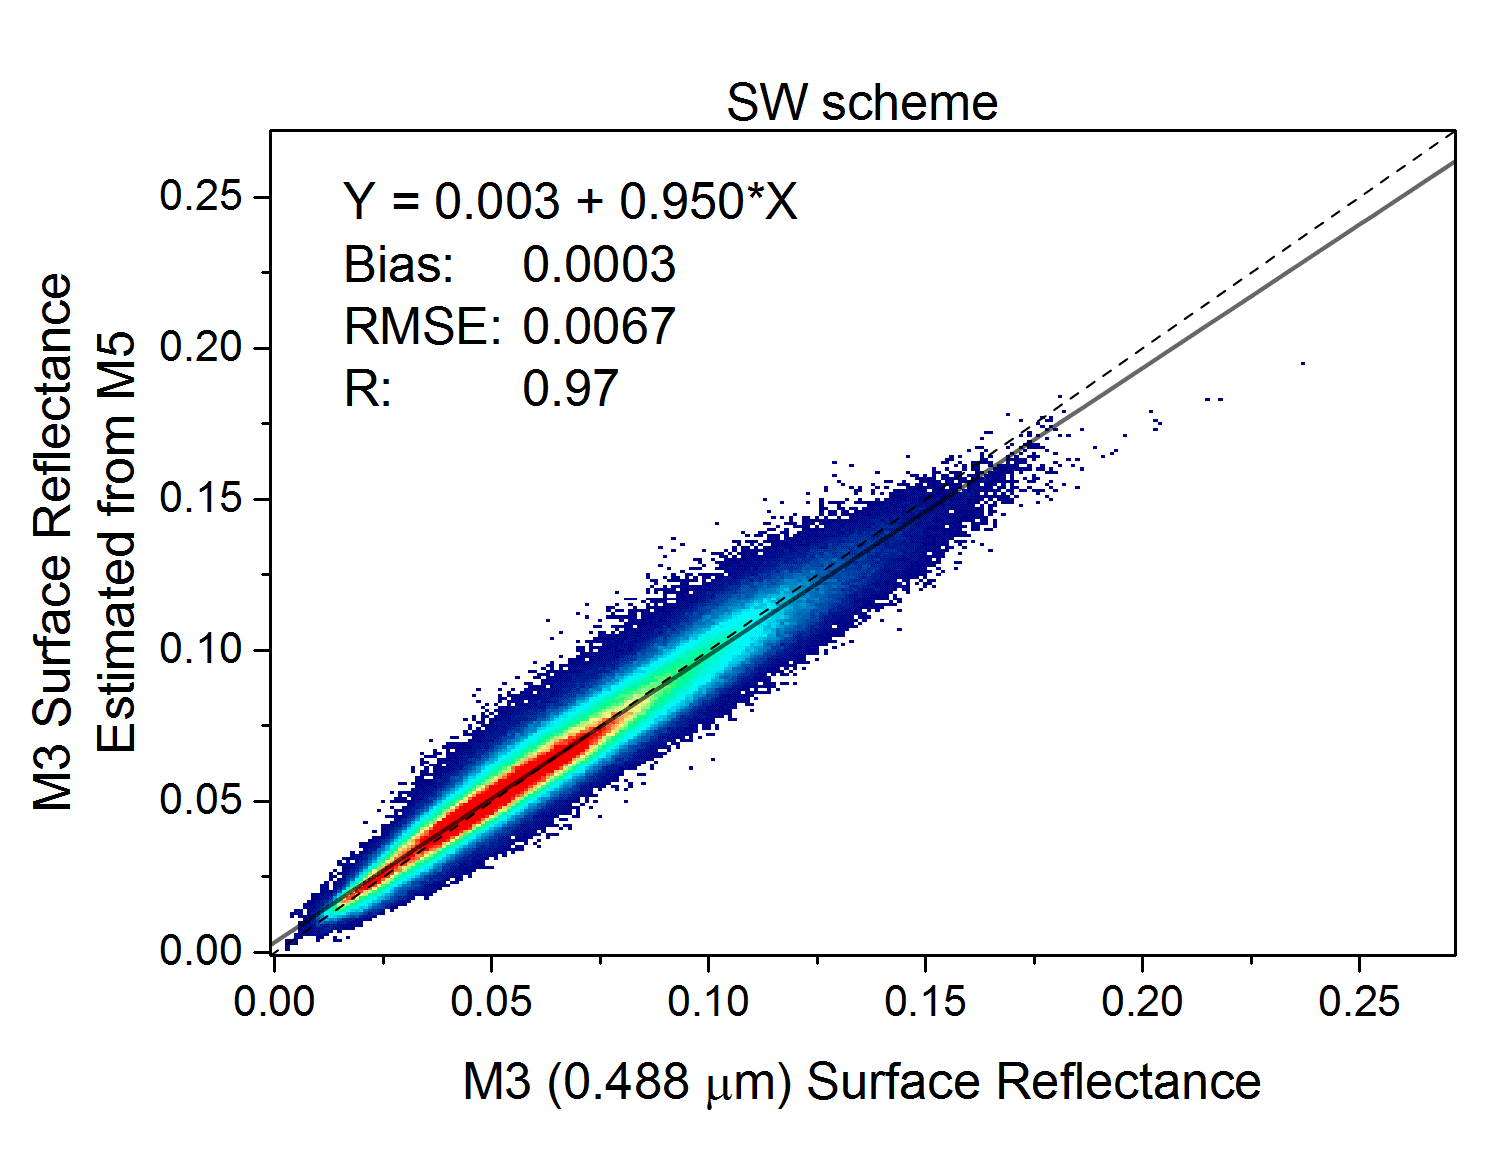 SW scheme
Y = 0.003 + 0.950*X
Bias: 0.0003
RMSE: 0.0067
R: 0.97
M3 Surface Reflectance
Estimated from M5
0.25
0.20
0.15
0.10
0.05
0.00
0.00 0.05 0.10 0.15 0.20 0.25
M3 (0.488 μm) Surface Reflectance